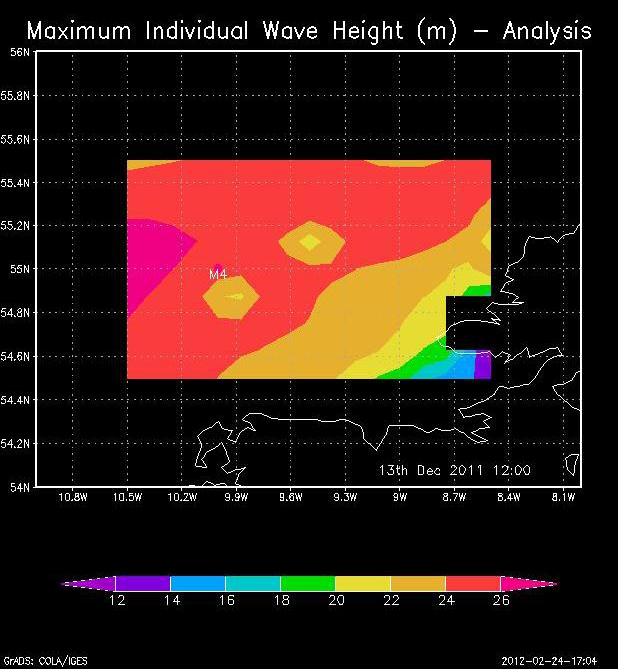 Maximum Individual Wave Height (m) – Analysis
56N
55.8N
55.6N
55.4N
55.2N
55N
M4
54.8N
54.6N
54.4N
54.2N
13th Dec 2011 12:00
54N
10.8W 10.5W 10.2W 9.9W 9.6W 9.3W 9W 8.7W 8.4W 8.1W
12 14 16 18 20 22 24 26
GrADS: COLA/IGES 2012-02-24-17:04